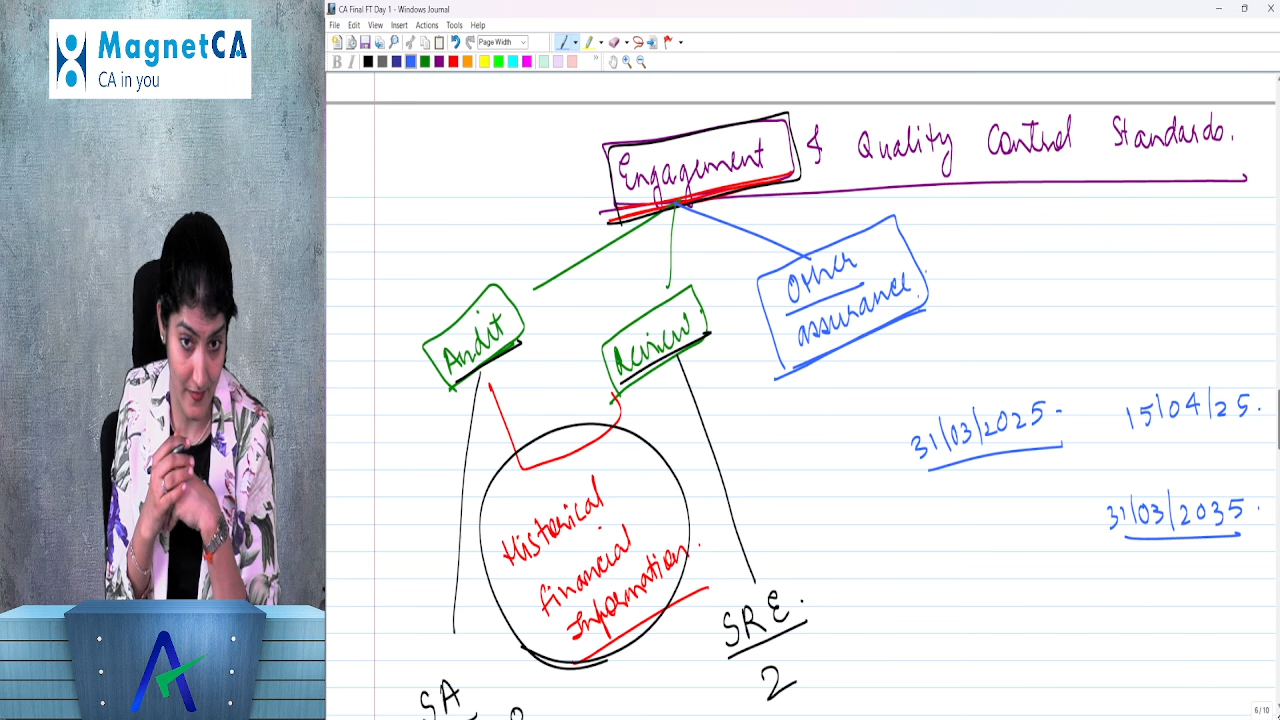 MagnetCA
CA in you
CA Final FT Day 1 - Windows Journal
File Edit View Insert Actions Tools Help
Page Width
B I
Engagement & Quality Control Standards.
Other
assurance.
Audit
Review.
31/03/2025.
15/04/25.
31/03/2035.
Historical
financial
Information.
SRE.
2
SA
6 / 10